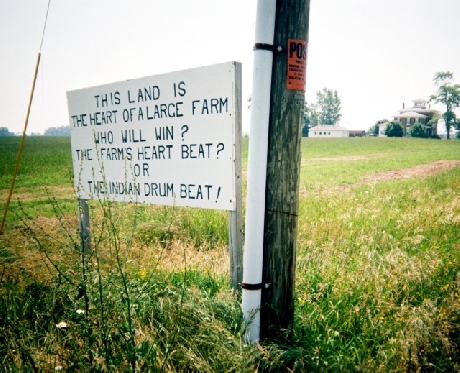 THIS LAND IS
THE HEART OF A LARGE FARM
WHO WILL WIN?
THE FARM'S HEART BEAT?
OR
THE INDIAN DRUM BEAT!
POS